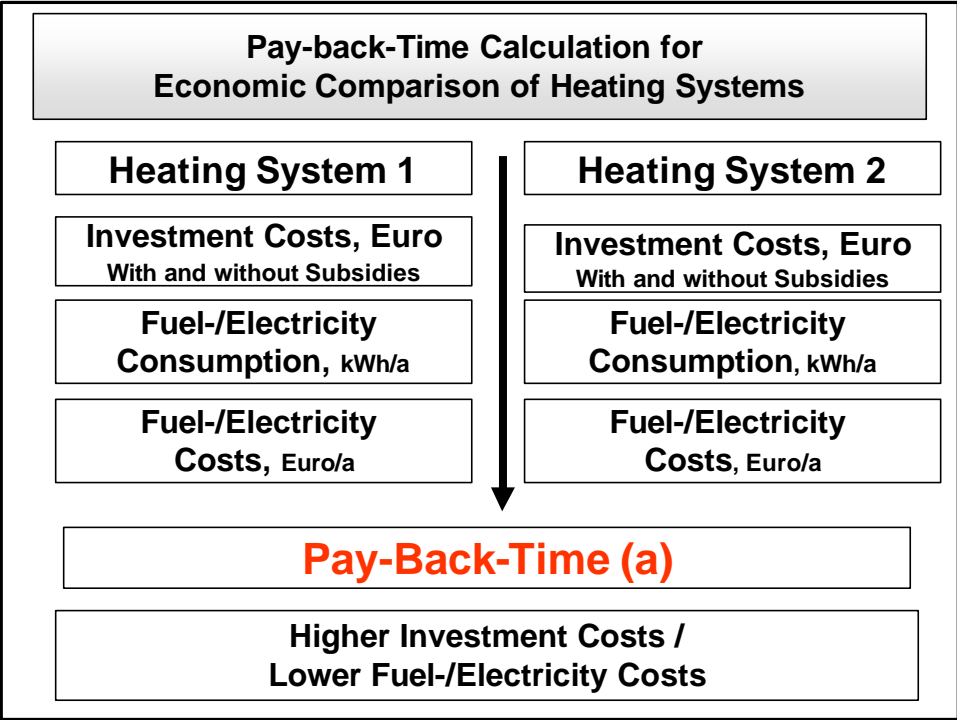 Pay-back-Time Calculation for
Economic Comparison of Heating Systems
Heating System 1
Investment Costs, Euro
With and without Subsidies
Fuel-/Electricity
Consumption, kWh/a
Fuel-/Electricity
Costs, Euro/a
Heating System 2
Investment Costs, Euro
With and without Subsidies
Fuel-/Electricity
Consumption, kWh/a
Fuel-/Electricity
Costs, Euro/a
Pay-Back-Time (a)
Higher Investment Costs /
Lower Fuel-/Electricity Costs